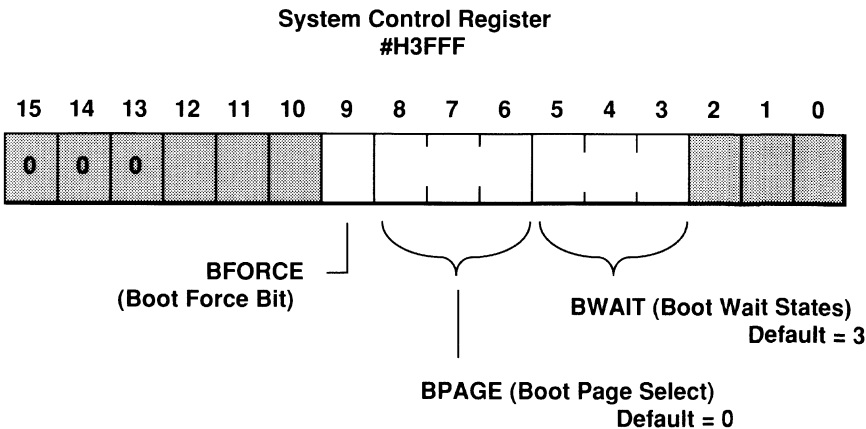 System Control Register
#H3FFF
15 14 13 12 11 10 9 8 7 6 5 4 3 2 1 0
0 0 0
BFORCE
(Boot Force Bit)
BWAIT (Boot Wait States)
Default = 3
BPAGE (Boot Page Select)
Default = 0